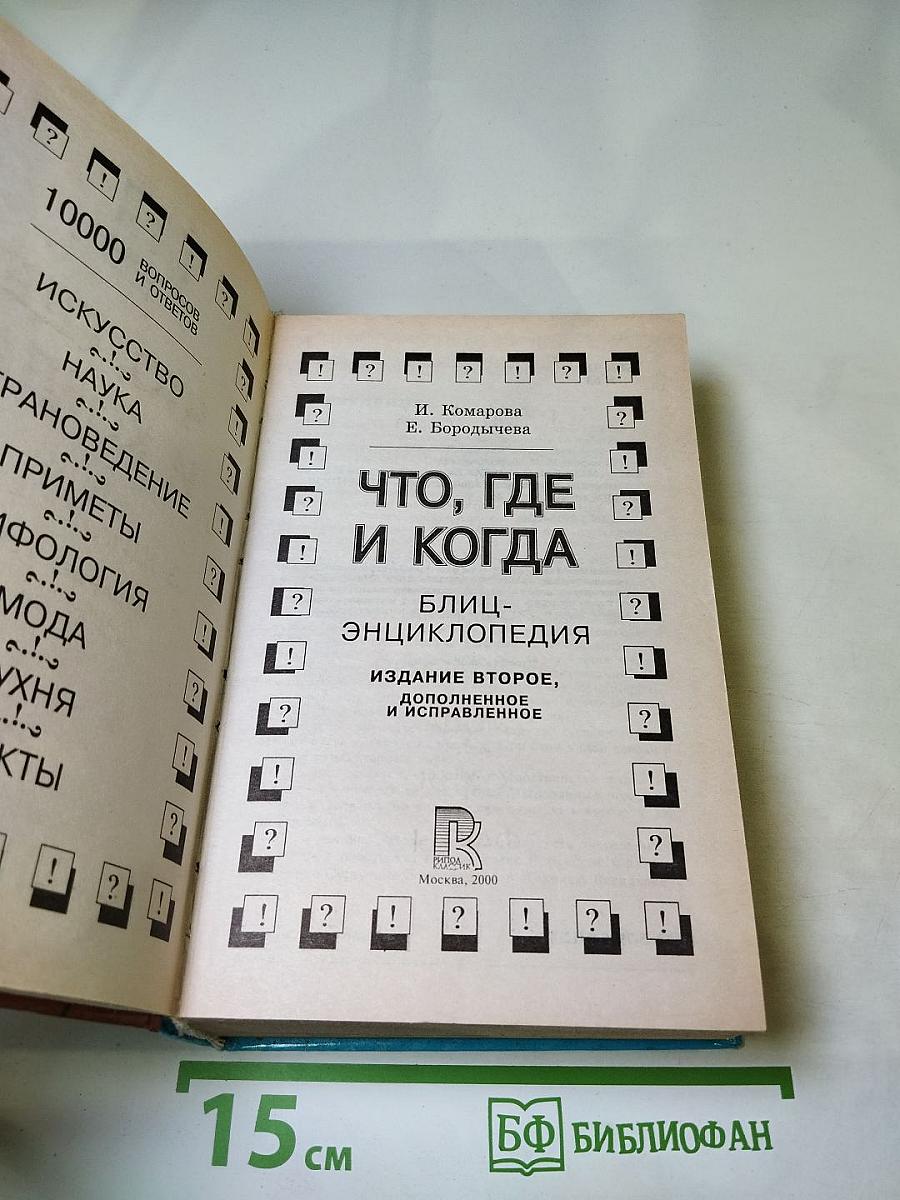 10000
ВОПРОСОВ
И ОТВЕТОВ
ИСКУССТВО
НАУКА
ТРАНОВЕДЕНИЕ
ПРИМЕТЫ
ИФОЛОГИЯ
МОДА
УХНЯ
КТЫ
И. Комарова
Е. Бородычева
ЧТО, ГДЕ
И КОГДА
БЛИЦ-
ЭНЦИКЛОПЕДИЯ
ИЗДАНИЕ ВТОРОЕ,
ДОПОЛНЕННОЕ
И ИСПРАВЛЕННОЕ
РИПОЛ
КЛАССИК
Москва, 2000
15 см
БФ БИБЛИОФАН